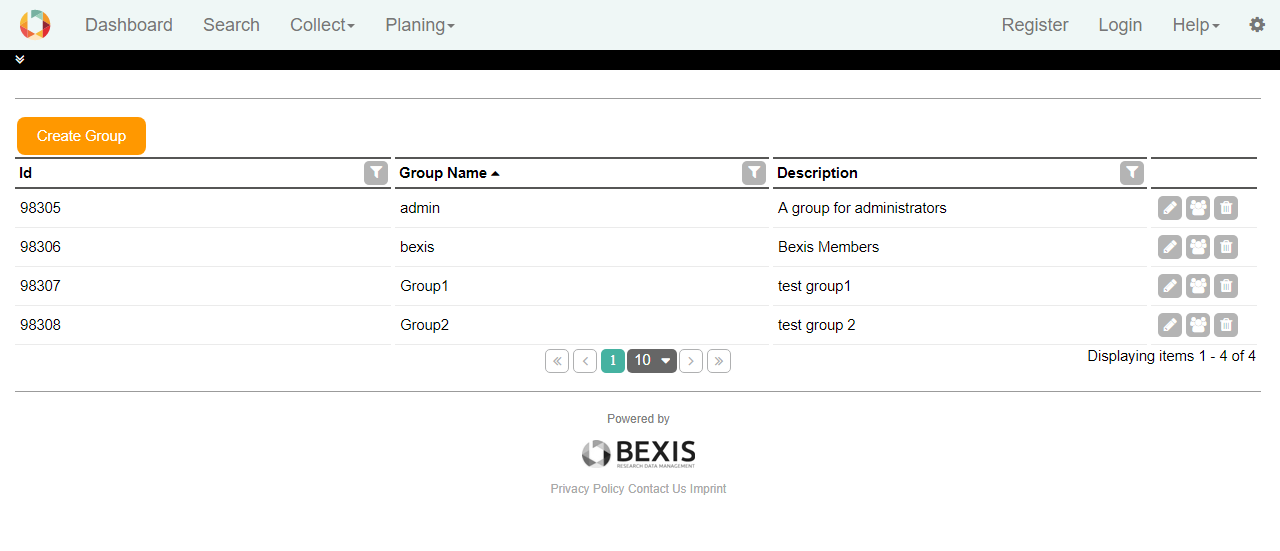 Dashboard Search Collect Planing Register Login Help
Create Group
Id Group Name Description
98305 admin A group for administrators
98306 bexis Bexis Members
98307 Group1 test group1
98308 Group2 test group 2
« ‹ 1 10 › » Displaying items 1 - 4 of 4
Powered by
BEXIS
RESEARCH DATA MANAGEMENT
Privacy Policy Contact Us Imprint